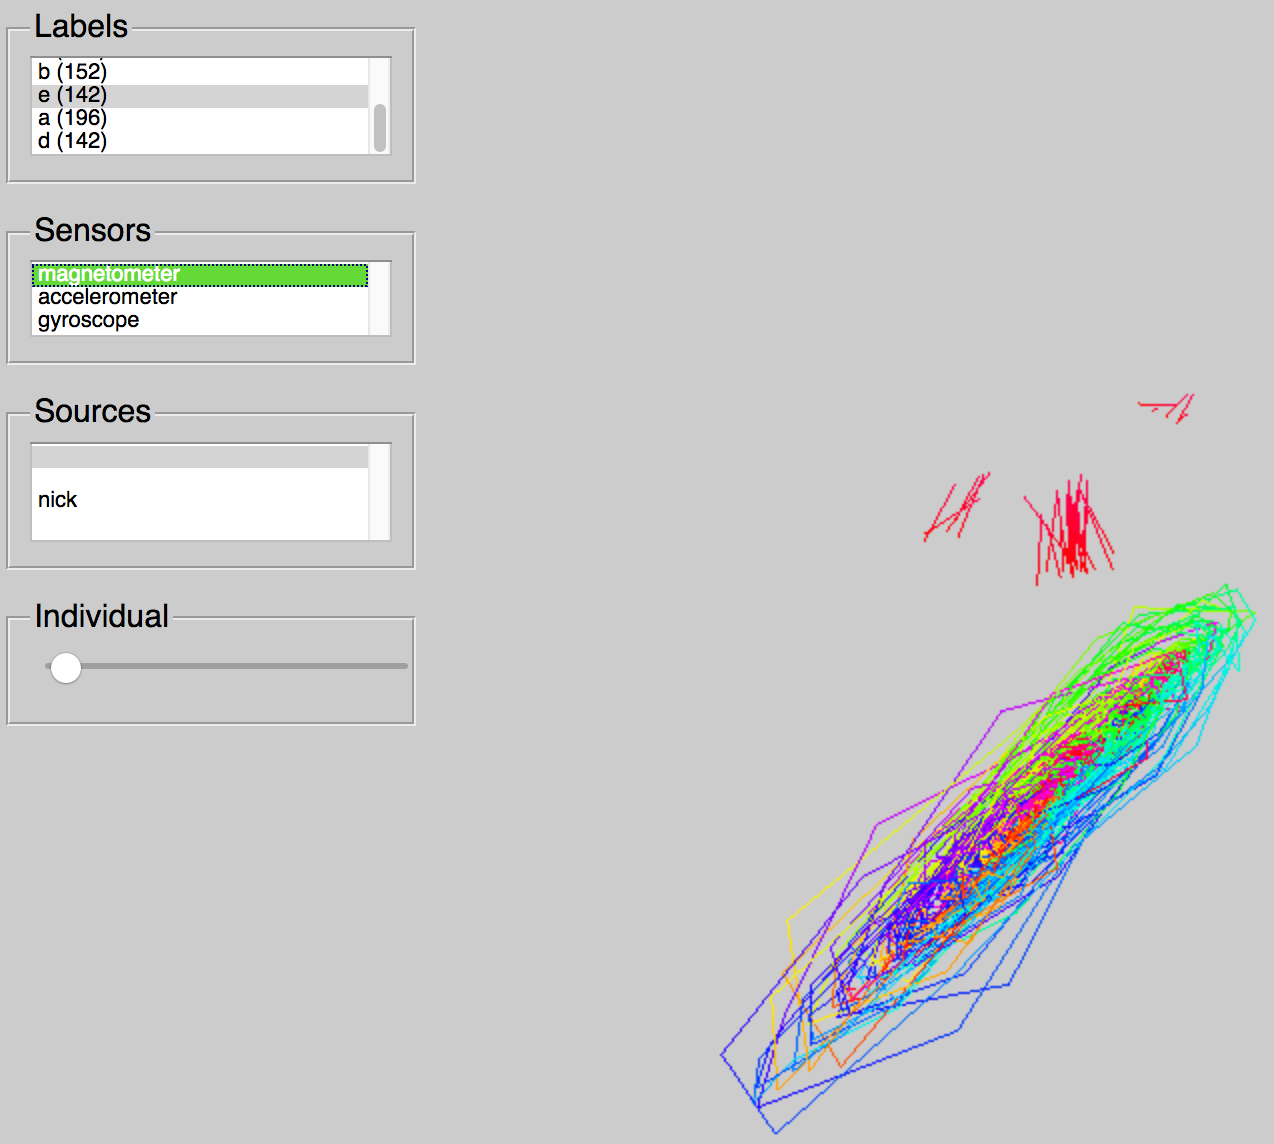 Labels
b (152)
e (142)
a (196)
d (142)
Sensors
magnetometer
accelerometer
gyroscope
Sources
nick
Individual